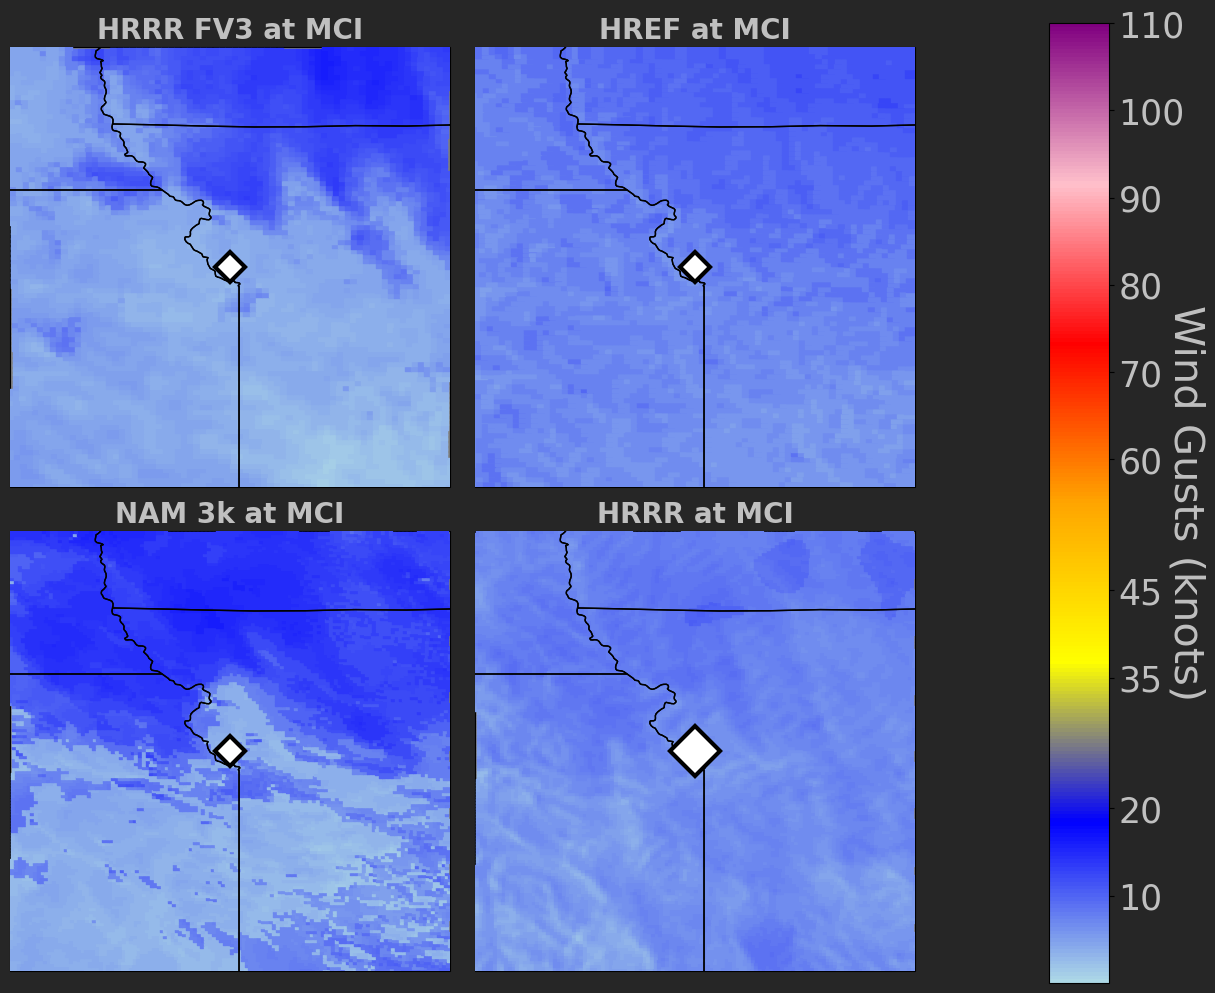 HRRR FV3 at MCI
HREF at MCI
NAM 3k at MCI
HRRR at MCI
110
100
90
80
70
60
45
35
20
10
Wind Gusts (knots)